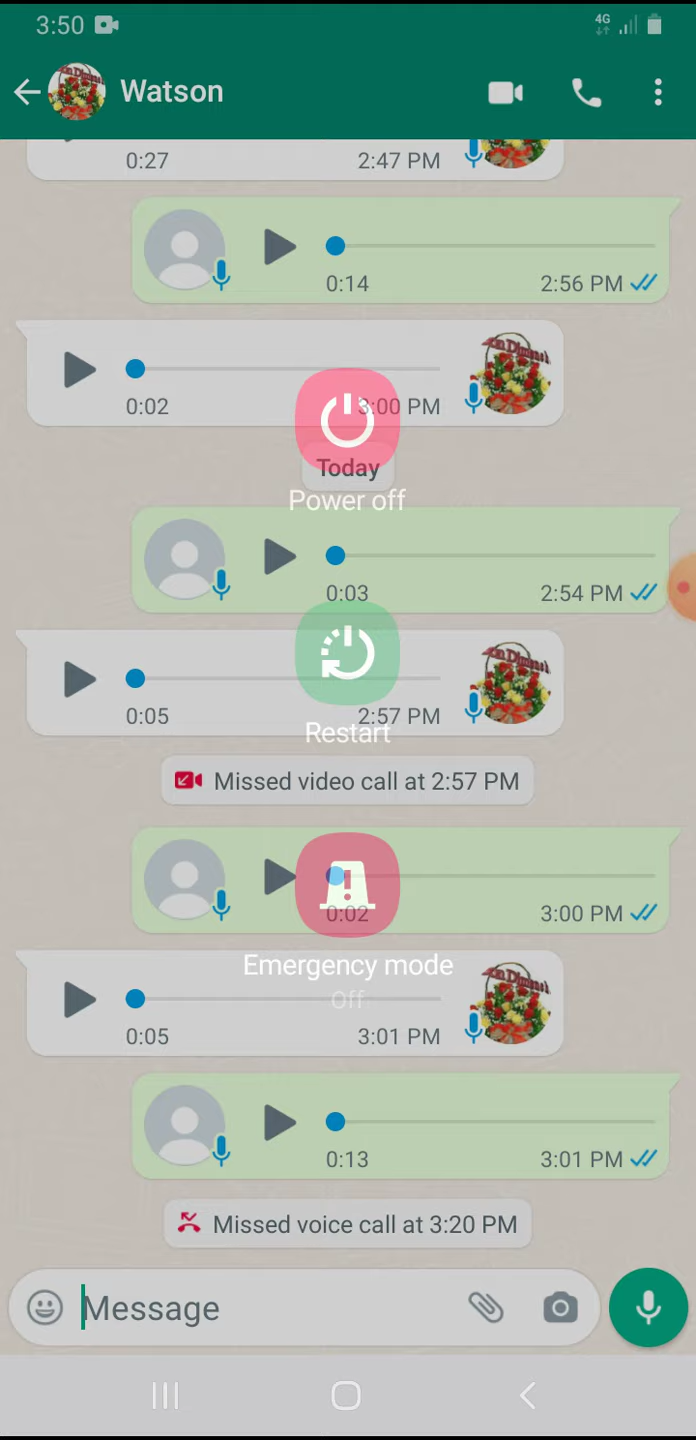 3:50
4G
Watson
0:27 2:47 PM
0:14 2:56 PM
0:02 3:00 PM
Today
Power off
0:03 2:54 PM
0:05 2:57 PM
Restart
Missed video call at 2:57 PM
0:02 3:00 PM
Emergency mode
Off
0:05 3:01 PM
0:13 3:01 PM
Missed voice call at 3:20 PM
Message